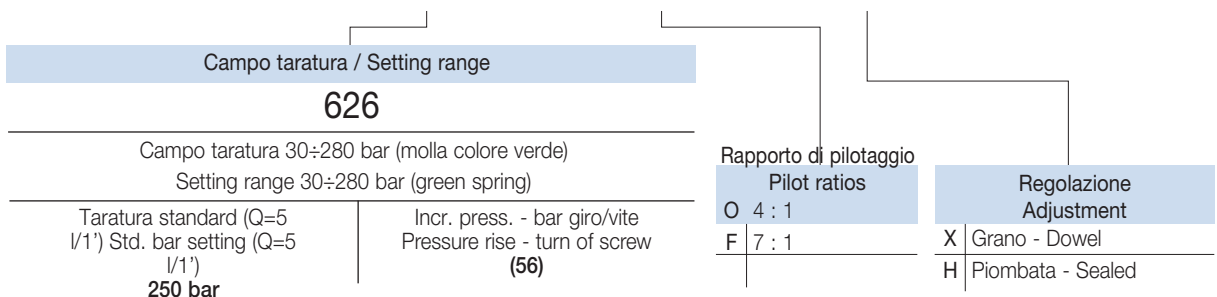 Campo taratura / Setting range
626
Campo taratura 30÷280 bar (molla colore verde)
Setting range 30÷280 bar (green spring)
Taratura standard (Q=5
l/1') Std. bar setting (Q=5
l/1')
250 bar
Incr. press. - bar giro/vite
Pressure rise - turn of screw
(56)
Rapporto di pilotaggio
Pilot ratios
O 4 : 1
F 7 : 1
Regolazione
Adjustment
X Grano - Dowel
H Piombata - Sealed